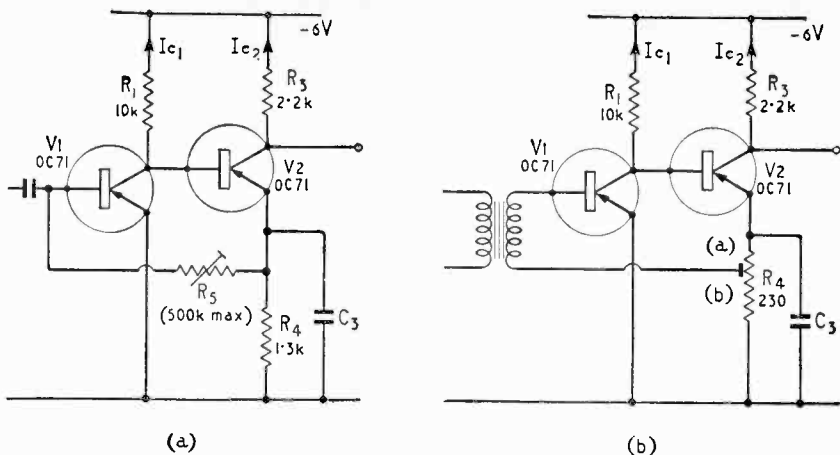 -6V
Ic1
Ic2
R1
10k
R3
2·2k
V1
OC71
V2
OC71
R5
(500k max)
R4
1·3k
C3
(a)
-6V
Ic1
Ic2
R1
10k
R3
2·2k
V1
OC71
V2
OC71
(a)
(b)
R4
230
C3
(b)